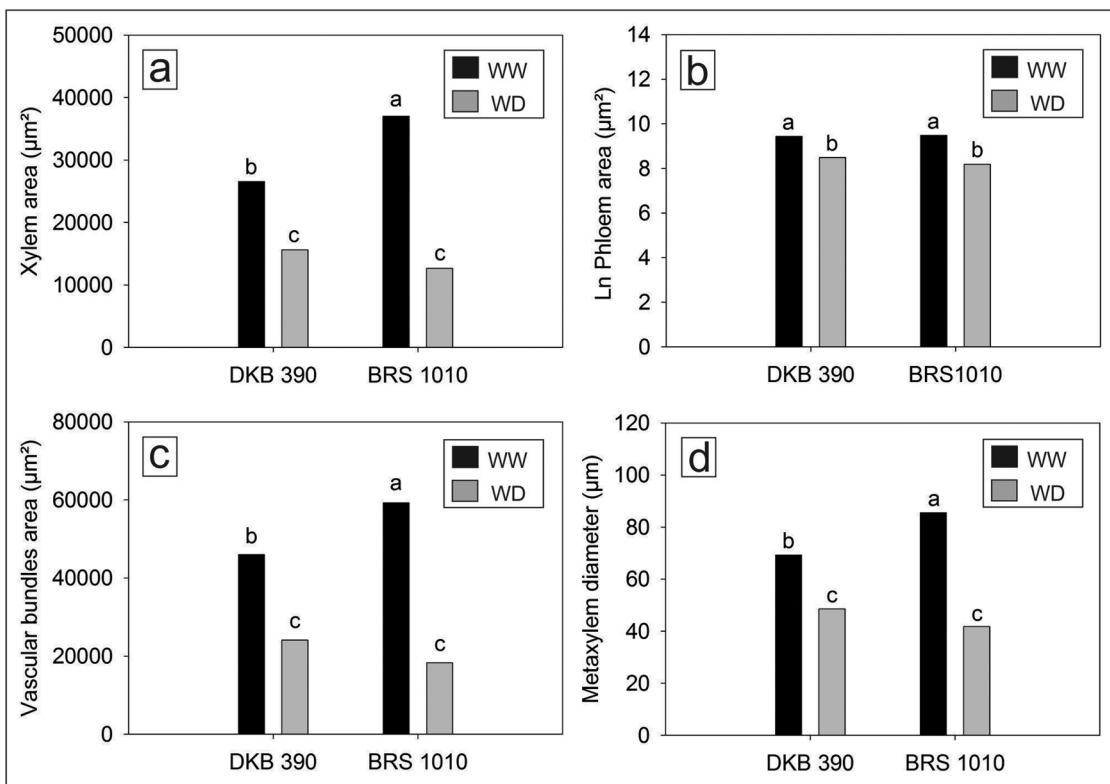 a
Xylem area (µm²)
50000
40000
30000
20000
10000
0
WW
WD
b
c
a
c
DKB 390
BRS 1010
b
Ln Phloem area (µm²)
14
12
10
8
6
4
2
0
WW
WD
a
b
a
b
DKB 390
BRS1010
c
Vascular bundles area (µm²)
80000
60000
40000
20000
0
WW
WD
b
c
a
c
DKB 390
BRS 1010
d
Metaxylem diameter (µm)
120
100
80
60
40
20
0
WW
WD
b
c
a
c
DKB 390
BRS 1010